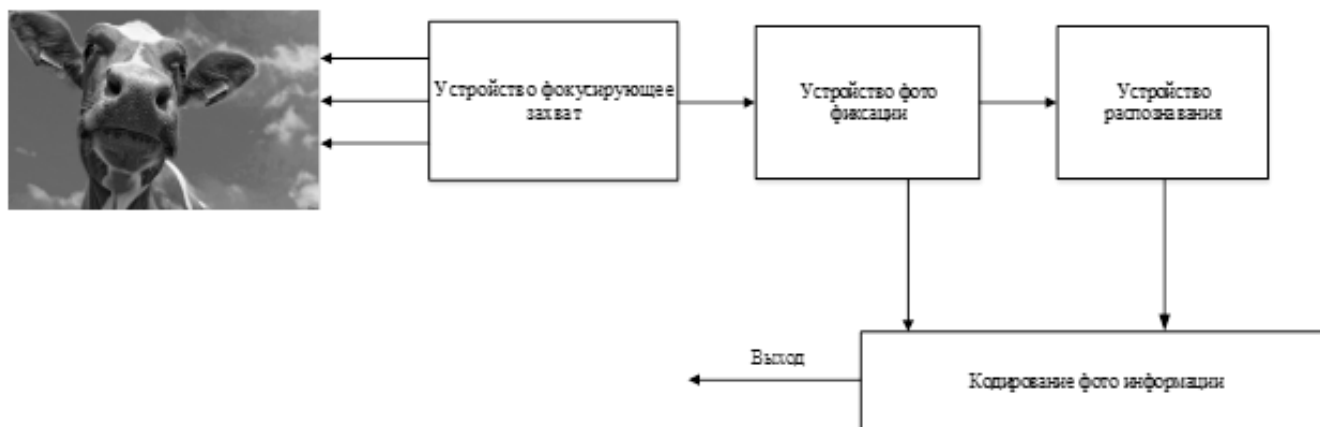 Устройство фокусирующее
захват
Устройство фото
фиксации
Устройство
распознавания
Выход
Кодирование фото информации